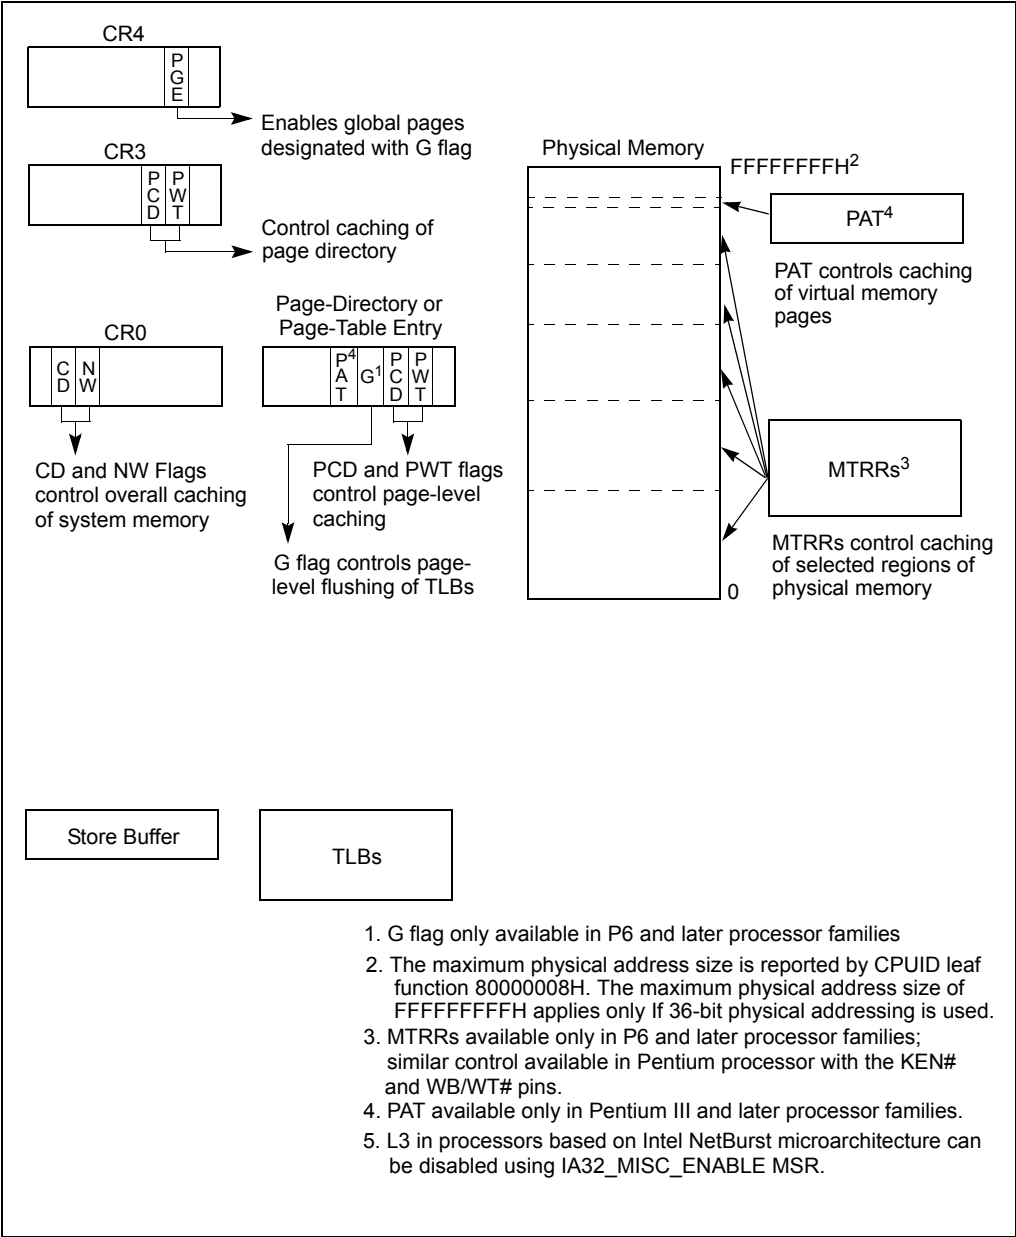 CR4
PGE
Enables global pages
designated with G flag
CR3
PCD
PWT
Control caching of
page directory
CR0
CD
NW
CD and NW Flags
control overall caching
of system memory
Page-Directory or
Page-Table Entry
PAT⁴
G¹
PCD
PWT
PCD and PWT flags
control page-level
caching
G flag controls page-
level flushing of TLBs
Physical Memory
FFFFFFFFH²
0
PAT⁴
PAT controls caching
of virtual memory
pages
MTRRs³
MTRRs control caching
of selected regions of
physical memory
Store Buffer
TLBs
1. G flag only available in P6 and later processor families
2. The maximum physical address size is reported by CPUID leaf
function 80000008H. The maximum physical address size of
FFFFFFFFFH applies only If 36-bit physical addressing is used.
3. MTRRs available only in P6 and later processor families;
similar control available in Pentium processor with the KEN#
and WB/WT# pins.
4. PAT available only in Pentium III and later processor families.
5. L3 in processors based on Intel NetBurst microarchitecture can
be disabled using IA32_MISC_ENABLE MSR.